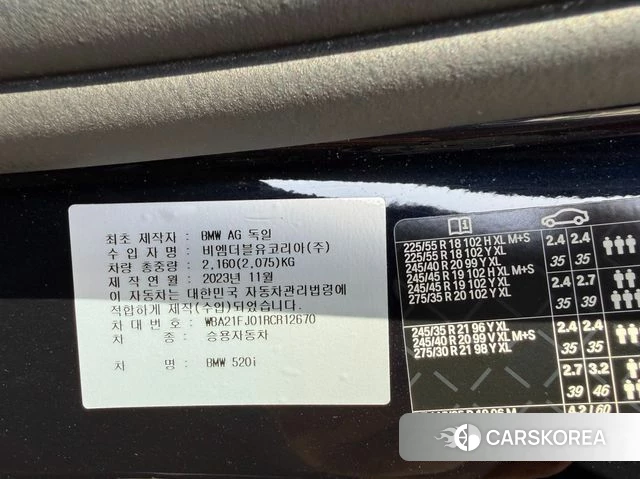 최초 제작자 : BMW AG 독일
수 입 자 명 : 비엠더블유코리아(주)
차량 총중량 : 2,160(2,075)KG
제 작 연 월 : 2023년 11월
이 자동차는 대한민국 자동차관리법령에
적합하게 제작(수입)되었습니다.
차 대 번 호 : WBA21FJ01RCR12670
차 종 : 승용자동차
차 명 : BMW 520i
225/55 R 18 102 H XL M+S
225/55 R 18 102 Y XL
245/40 R 20 99 Y XL
245/45 R 19 102 H XL M+S
245/45 R 19 102 Y XL
275/35 R 20 102 Y XL
2.4 2.4
35 35
2.4 2.7
35 39
245/35 R 21 96 Y XL
245/40 R 20 99 Y XL M+S
275/30 R 21 98 Y XL
2.4 2.4
35 35
2.7 3.2
39 46
4.2 60
CARSKOREA